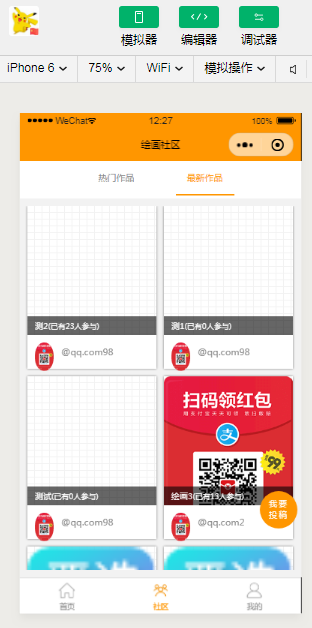 模拟器 编辑器 调试器
iPhone 6 75% WiFi 模拟操作
WeChat 12:27 100%
绘画社区
热门作品 最新作品
测2(已有23人参与) 测1(已有0人参与)
@qq.com98 @qq.com98
扫码领红包
¥99
测试(已有0人参与) 绘画3(已有13人参与)
我要
投稿
@qq.com98 @qq.com2
首页 社区 我的